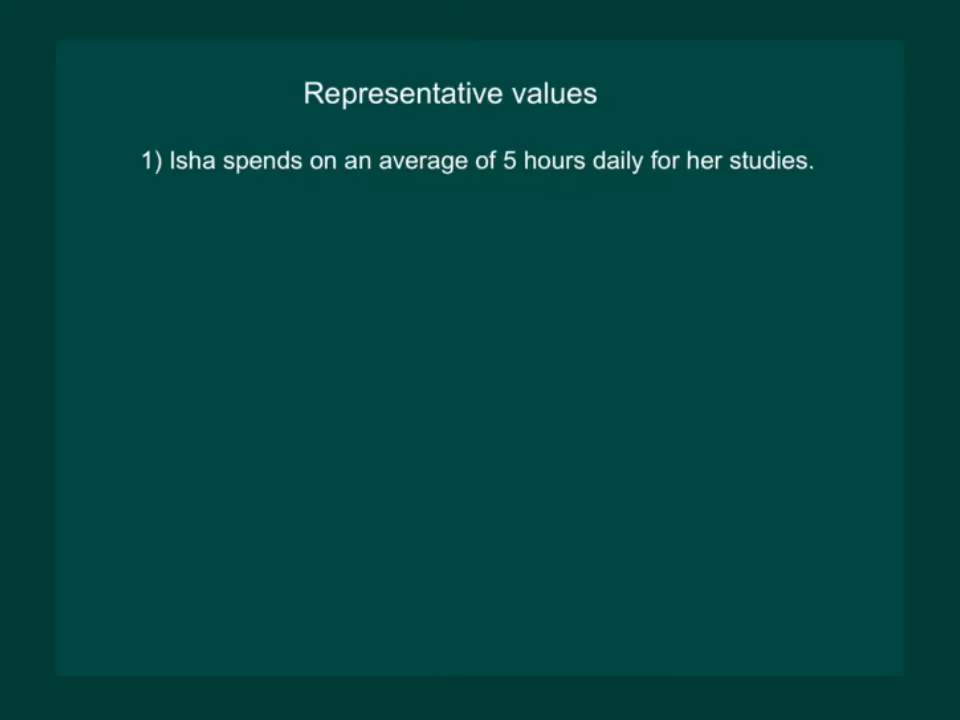 Representative values
1) Isha spends on an average of 5 hours daily for her studies.